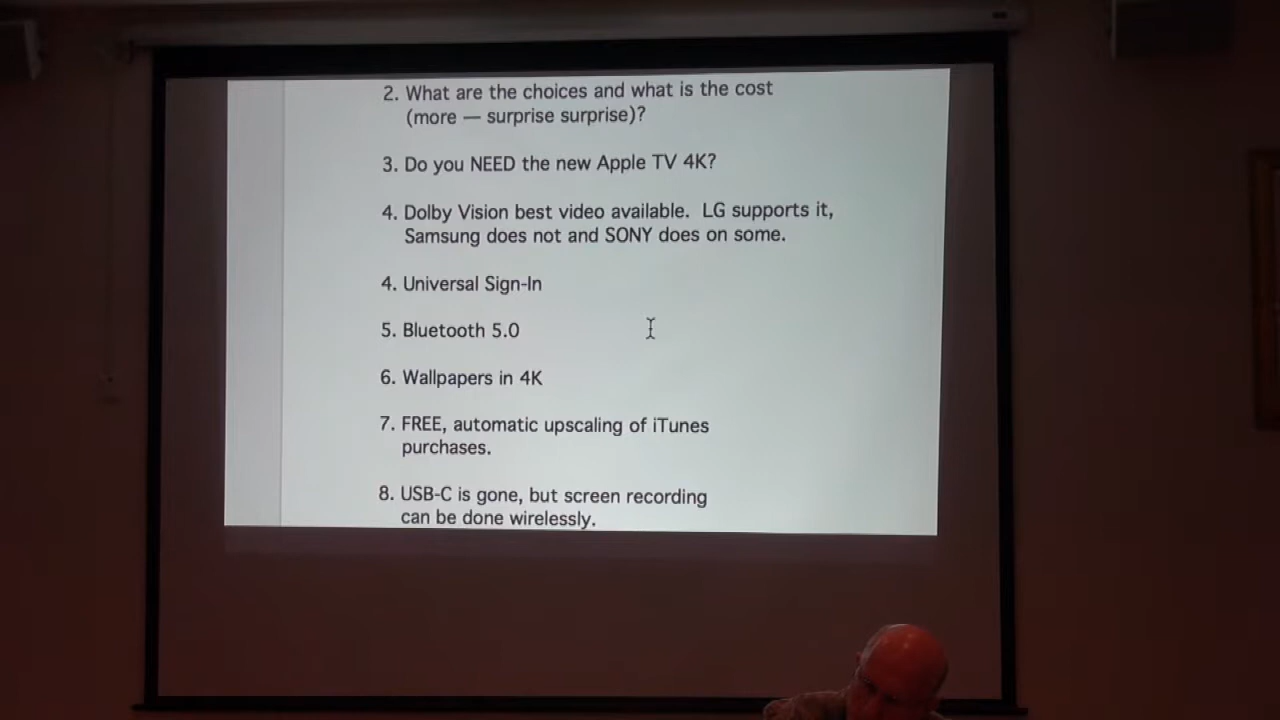 2. What are the choices and what is the cost
(more — surprise surprise)?
3. Do you NEED the new Apple TV 4K?
4. Dolby Vision best video available.  LG supports it,
Samsung does not and SONY does on some.
4. Universal Sign-In
5. Bluetooth 5.0
6. Wallpapers in 4K
7. FREE, automatic upscaling of iTunes
purchases.
8. USB-C is gone, but screen recording
can be done wirelessly.